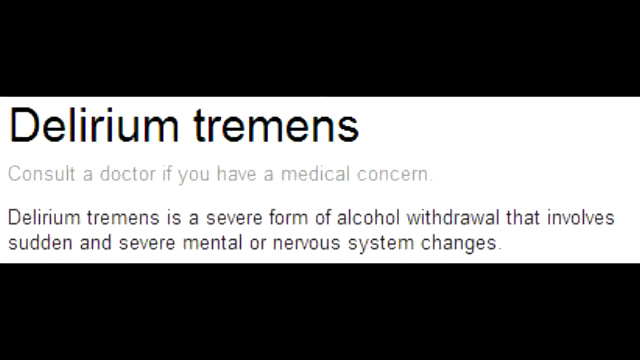 Delirium tremens
Consult a doctor if you have a medical concern.
Delirium tremens is a severe form of alcohol withdrawal that involves
sudden and severe mental or nervous system changes.